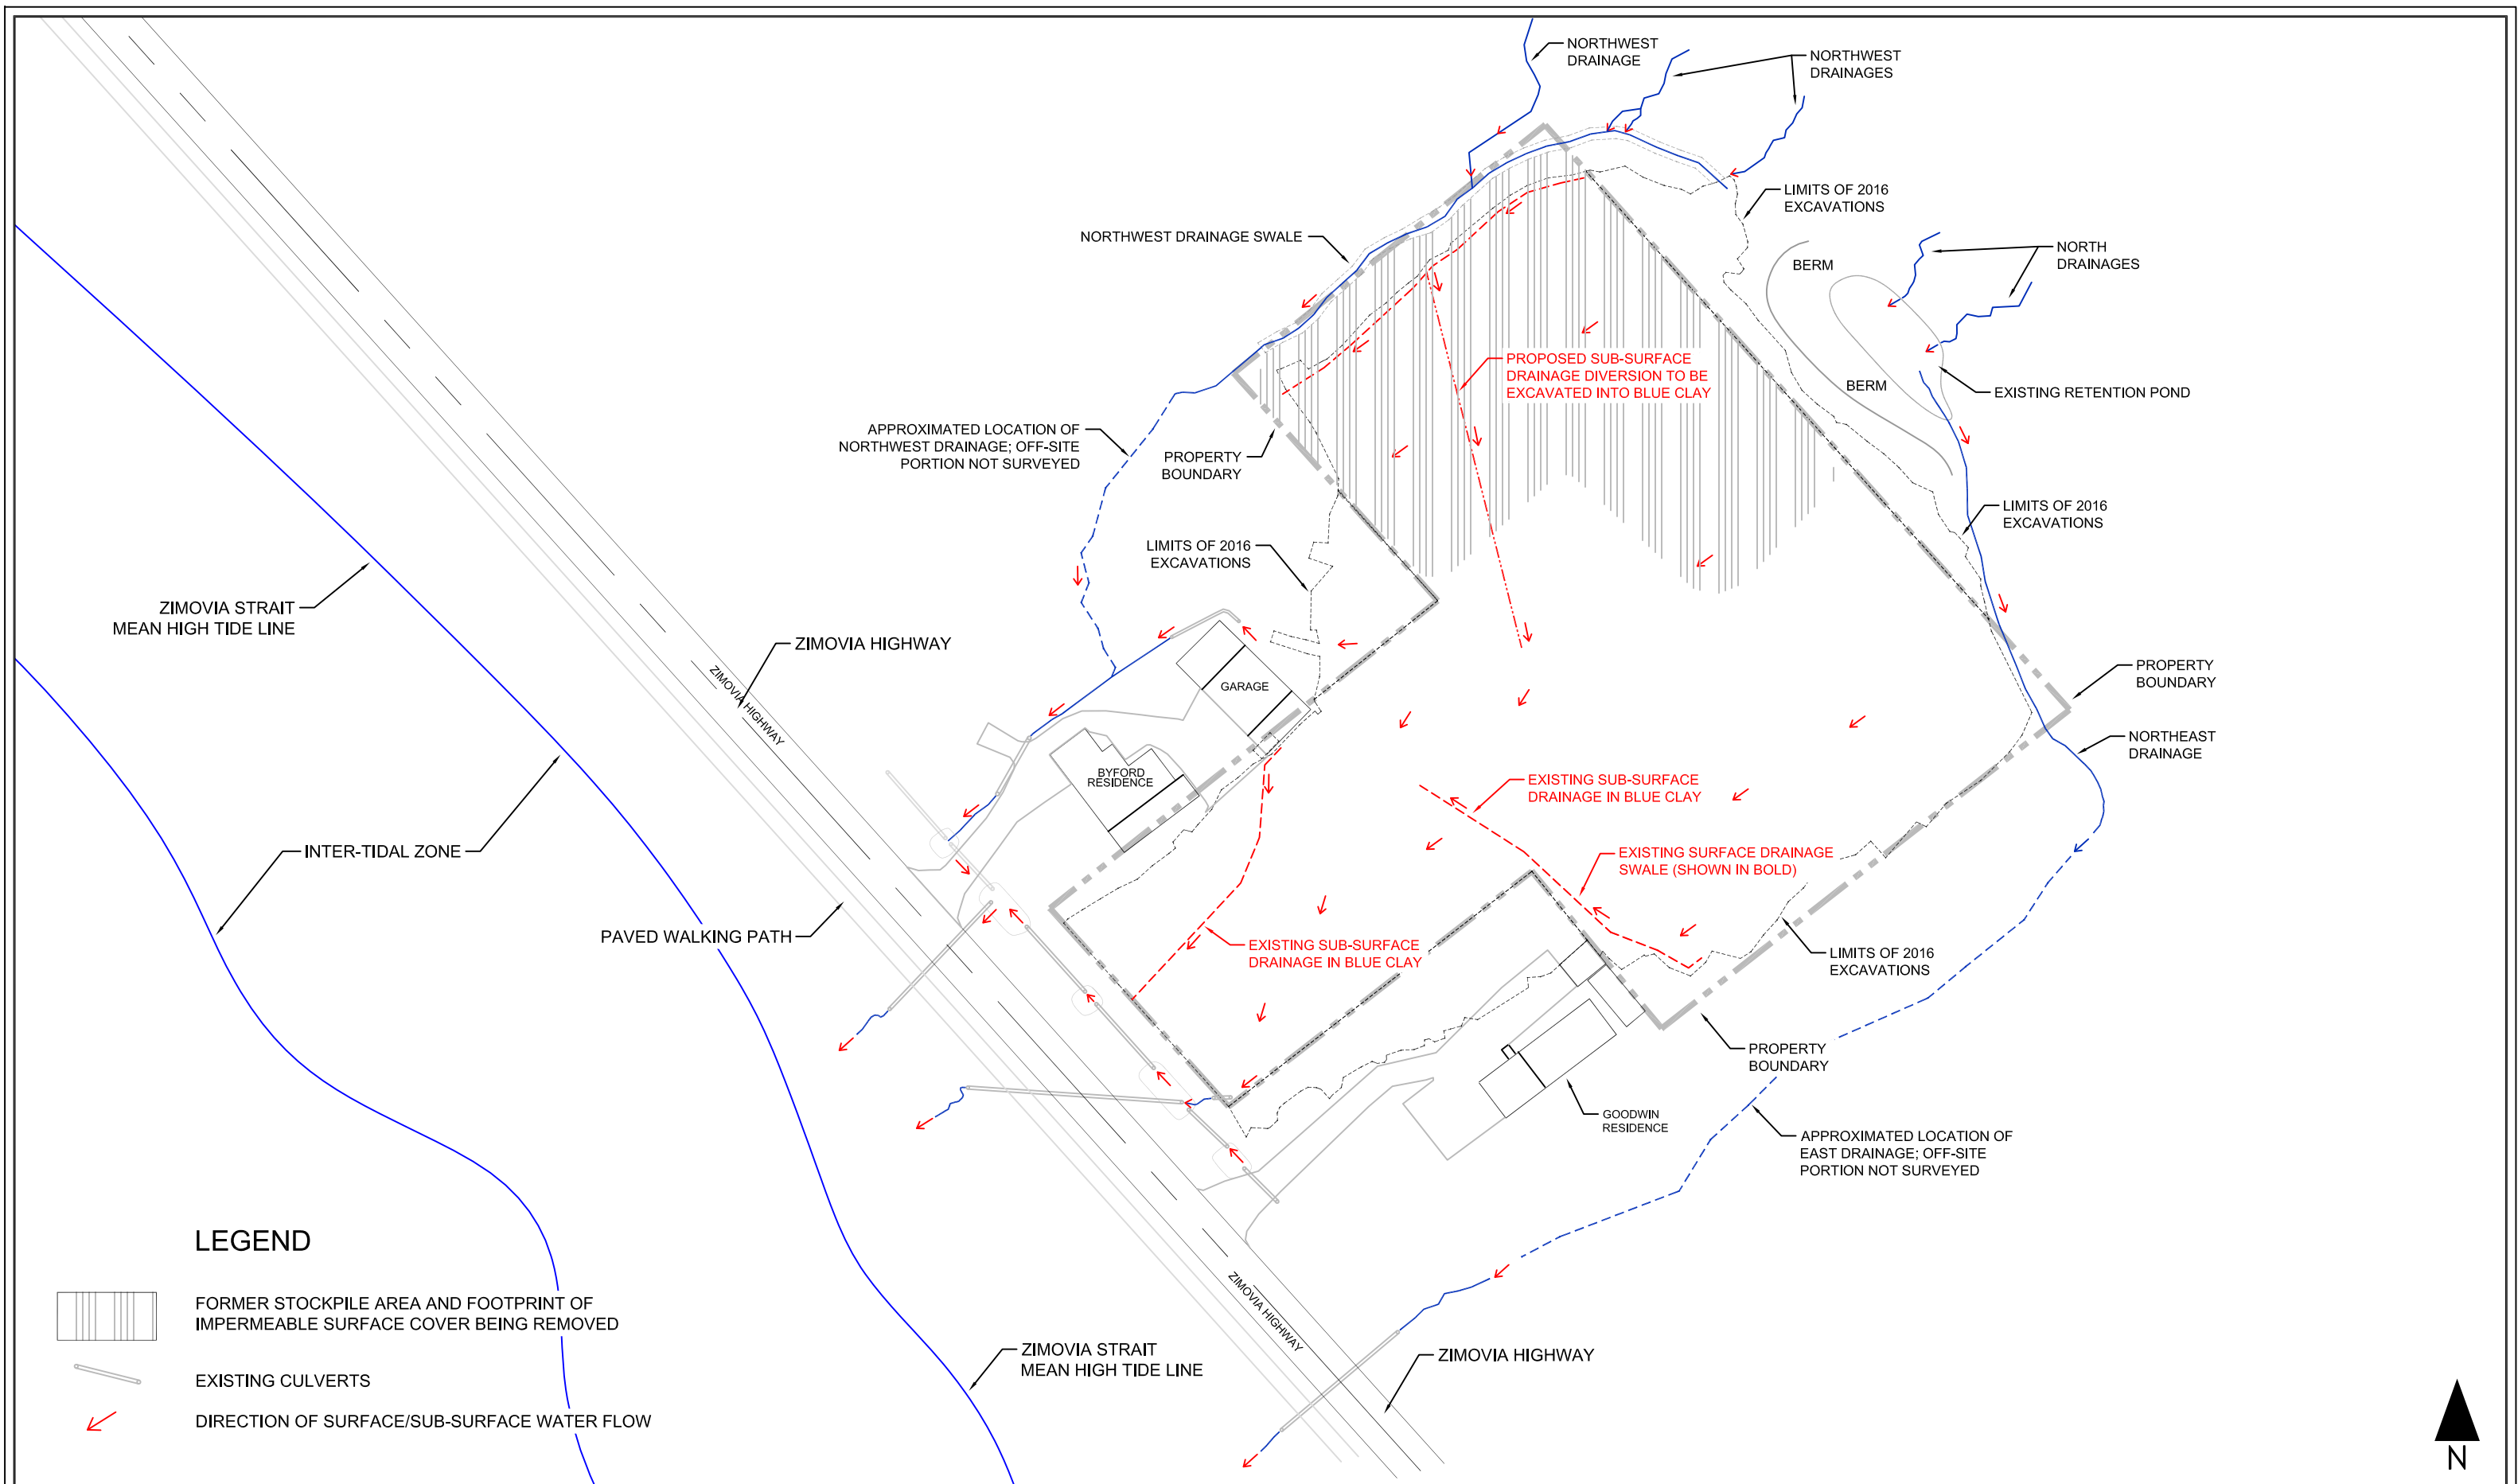 NORTHWEST
DRAINAGE
NORTHWEST
DRAINAGES
LIMITS OF 2016
EXCAVATIONS
NORTHWEST DRAINAGE SWALE
BERM
NORTH
DRAINAGES
PROPOSED SUB-SURFACE
DRAINAGE DIVERSION TO BE
EXCAVATED INTO BLUE CLAY
BERM
EXISTING RETENTION POND
APPROXIMATED LOCATION OF
NORTHWEST DRAINAGE; OFF-SITE
PORTION NOT SURVEYED
PROPERTY
BOUNDARY
LIMITS OF 2016
EXCAVATIONS
LIMITS OF 2016
EXCAVATIONS
ZIMOVIA STRAIT
MEAN HIGH TIDE LINE
ZIMOVIA HIGHWAY
ZIMOVIA HIGHWAY
GARAGE
PROPERTY
BOUNDARY
NORTHEAST
DRAINAGE
BYFORD
RESIDENCE
EXISTING SUB-SURFACE
DRAINAGE IN BLUE CLAY
INTER-TIDAL ZONE
EXISTING SURFACE DRAINAGE
SWALE (SHOWN IN BOLD)
PAVED WALKING PATH
EXISTING SUB-SURFACE
DRAINAGE IN BLUE CLAY
LIMITS OF 2016
EXCAVATIONS
PROPERTY
BOUNDARY
GOODWIN
RESIDENCE
APPROXIMATED LOCATION OF
EAST DRAINAGE; OFF-SITE
PORTION NOT SURVEYED
LEGEND
FORMER STOCKPILE AREA AND FOOTPRINT OF
IMPERMEABLE SURFACE COVER BEING REMOVED
EXISTING CULVERTS
DIRECTION OF SURFACE/SUB-SURFACE WATER FLOW
ZIMOVIA STRAIT
MEAN HIGH TIDE LINE
ZIMOVIA HIGHWAY
ZIMOVIA HIGHWAY
N